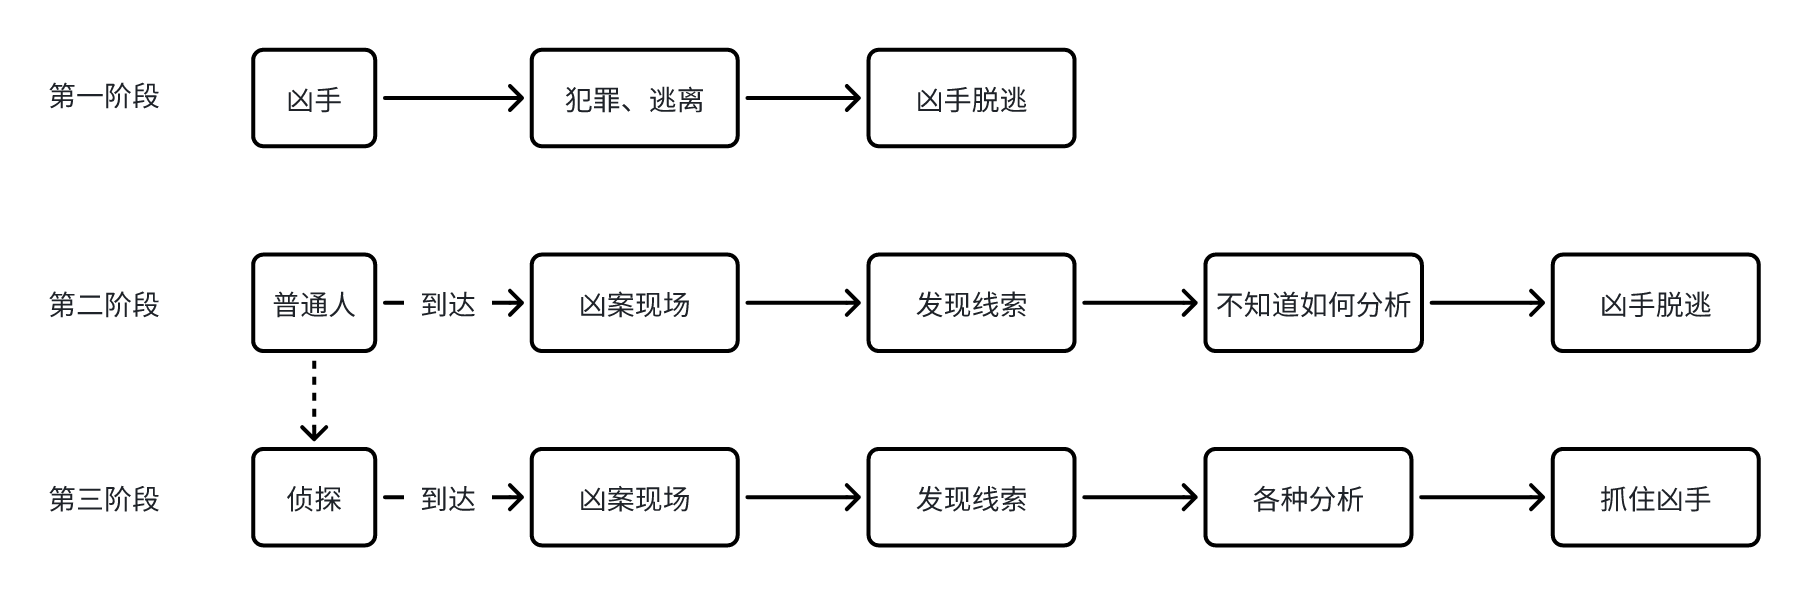 第一阶段
凶手
犯罪、逃离
凶手脱逃
第二阶段
普通人
到达
凶案现场
发现线索
不知道如何分析
凶手脱逃
第三阶段
侦探
到达
凶案现场
发现线索
各种分析
抓住凶手